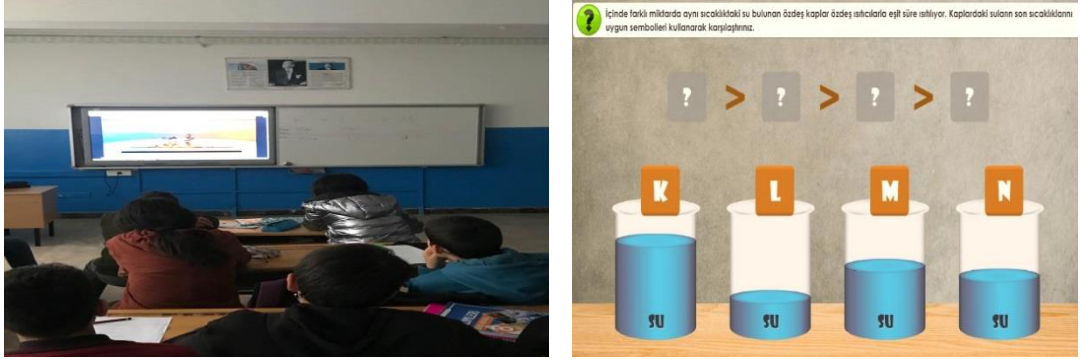 İçinde farklı miktarda aynı sıcaklıktaki su bulunan özdeş kaplar özdeş ısıtıcılarla eşit süre ısıtılıyor. Kaplardaki suların son sıcaklıklarını
uygun sembolleri kullanarak karşılaştırınız.
? > ? > ? > ?
K L M N
SU SU SU SU